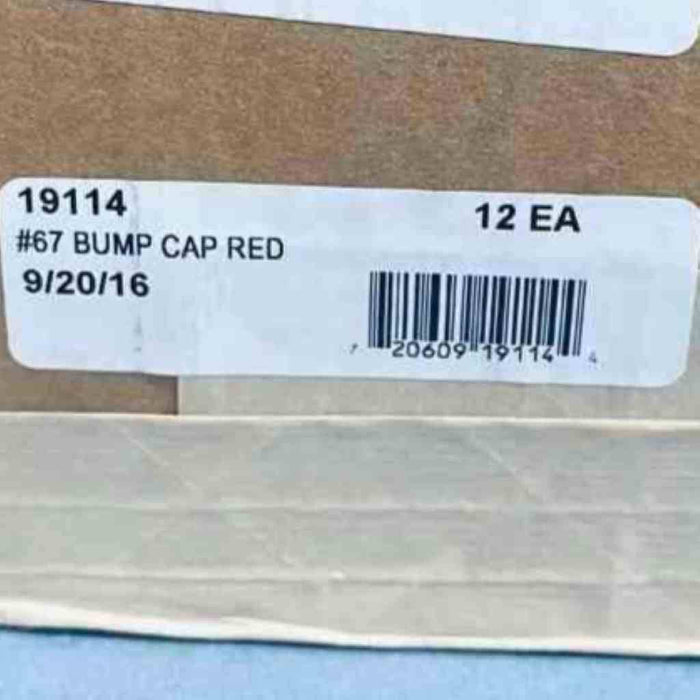 19114
12 EA
#67 BUMP CAP RED
9/20/16
7 20609 19114 4